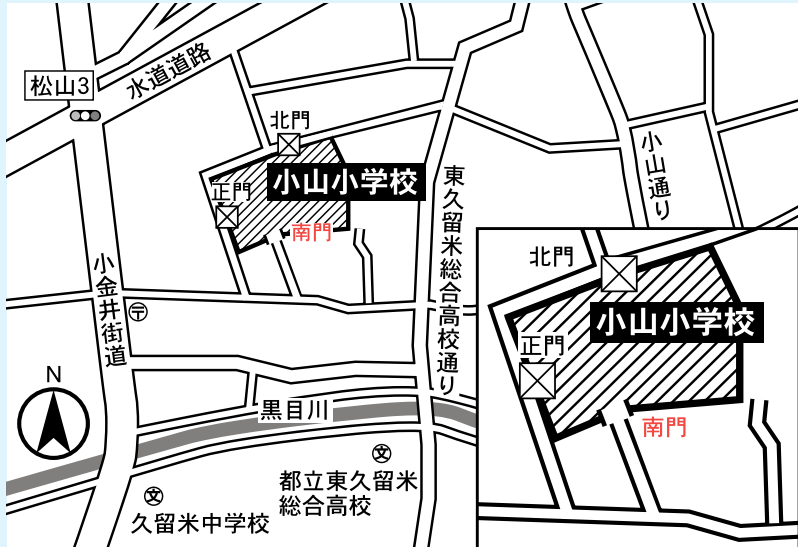 松山3
水道道路
北門
小山小学校
正門
南門
東久留米総合高校通り
小山通り
小金井街道
〒
N
黒目川
文
都立東久留米
総合高校
文
久留米中学校
北門
小山小学校
正門
南門